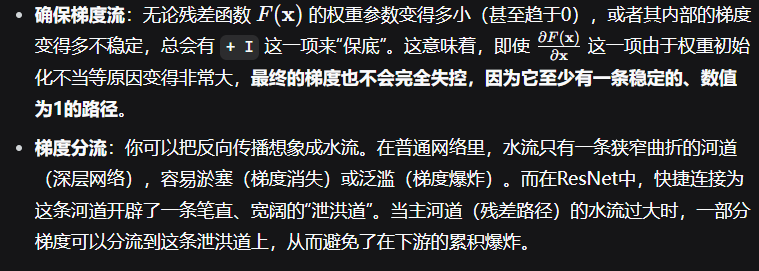 • 确保梯度流：无论残差函数 F(x) 的权重参数变得多小（甚至趋于0），或者其内部的梯度
变得多不稳定，总会有 + I 这一项来“保底”。这意味着，即使 ∂F(x)/∂x 这一项由于权重初始
化不当等原因变得非常大，最终的梯度也不会完全失控，因为它至少有一条稳定的、数值
为1的路径。
• 梯度分流：你可以把反向传播想象成水流。在普通网络里，水流只有一条狭窄曲折的河道
（深层网络），容易淤塞（梯度消失）或泛滥（梯度爆炸）。而在ResNet中，快捷连接为
这条河道开辟了一条笔直、宽阔的“泄洪道”。当主河道（残差路径）的水流过大时，一部分
梯度可以分流到这条泄洪道上，从而避免了在下游的累积爆炸。